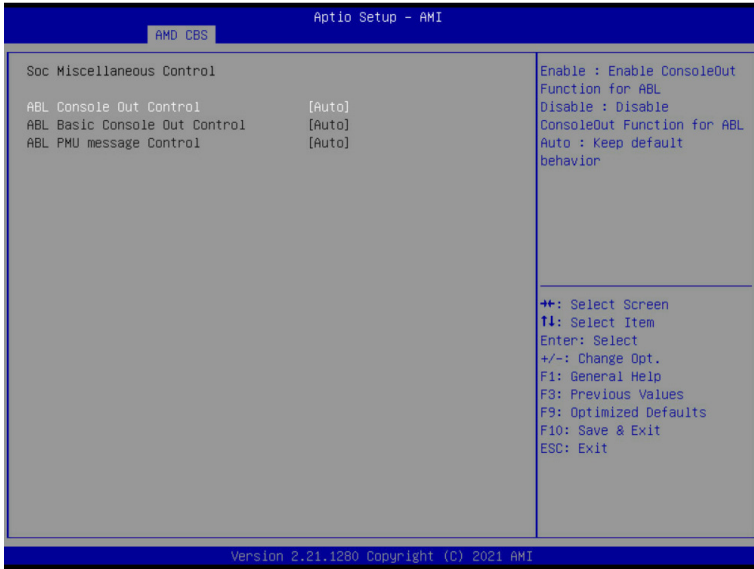 Aptio Setup – AMI
AMD CBS
Soc Miscellaneous Control
ABL Console Out Control [Auto]
ABL Basic Console Out Control [Auto]
ABL PMU message Control [Auto]
Enable : Enable ConsoleOut
Function for ABL
Disable : Disable
ConsoleOut Function for ABL
Auto : Keep default
behavior
→←: Select Screen
↑↓: Select Item
Enter: Select
+/-: Change Opt.
F1: General Help
F3: Previous Values
F9: Optimized Defaults
F10: Save & Exit
ESC: Exit
Version 2.21.1280 Copyright (C) 2021 AMI